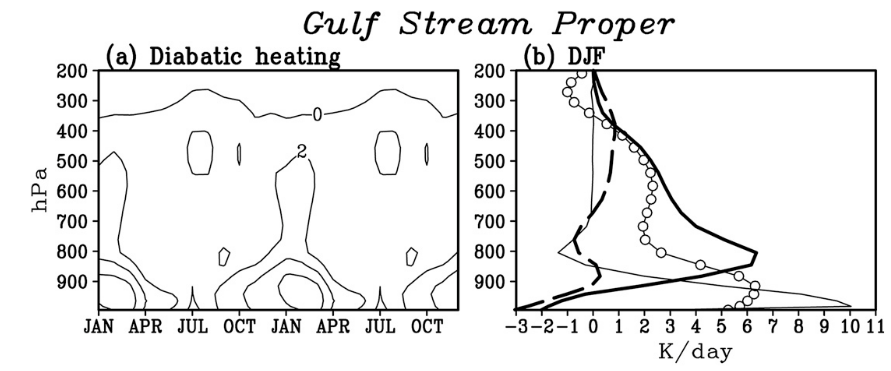 Gulf Stream Proper
(a) Diabatic heating
(b) DJF
200
300
400
500
600
700
800
900
hPa
0
2
JAN APR JUL OCT JAN APR JUL OCT
200
300
400
500
600
700
800
900
-3 -2 -1 0 1 2 3 4 5 6 7 8 9 10 11
K/day